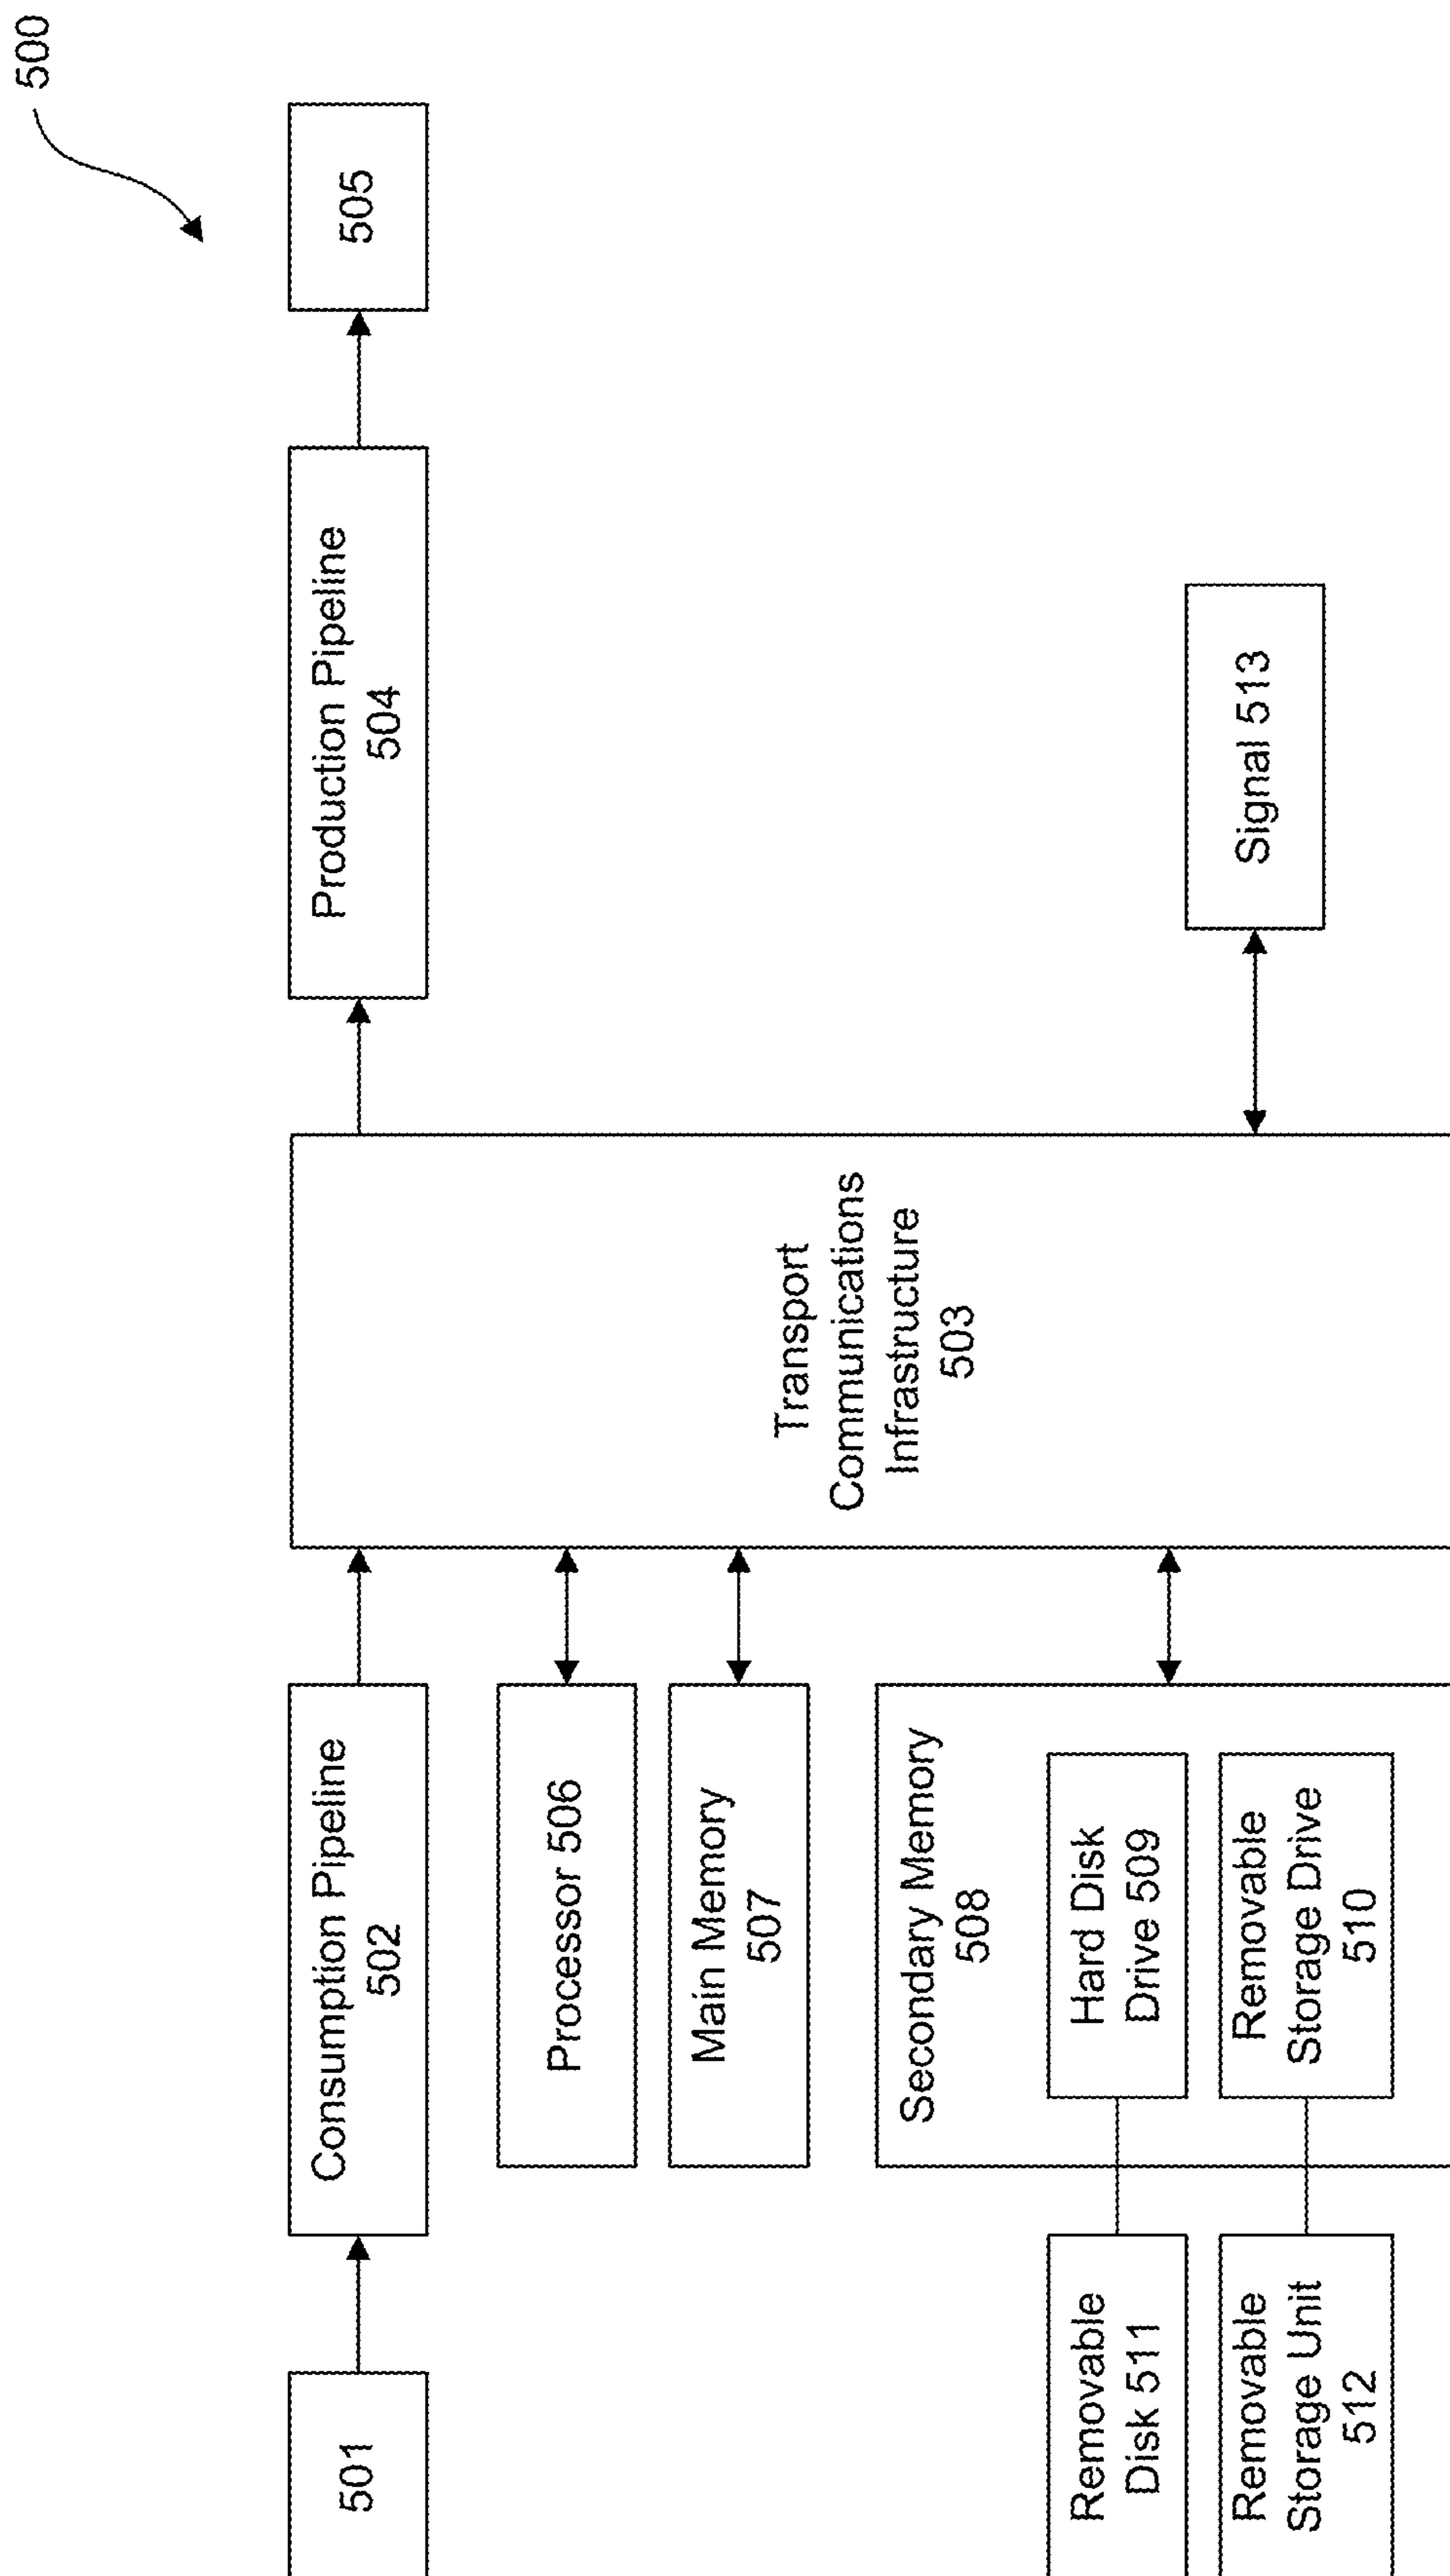 500
501
Consumption Pipeline
502
Transport
Communications
Infrastructure
503
Production Pipeline
504
505
Processor 506
Main Memory
507
Secondary Memory
508
Hard Disk
Drive 509
Removable
Storage Drive
510
Removable
Disk 511
Removable
Storage Unit
512
Signal 513